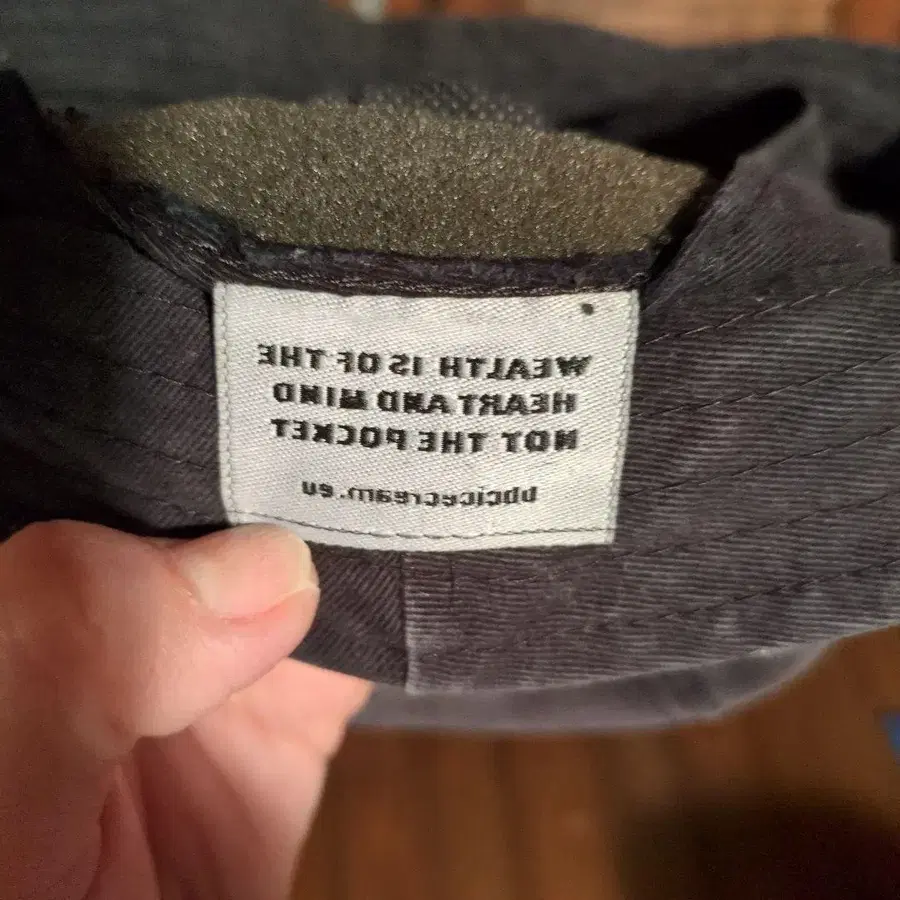 WEALTH IS OF THE
HEART AND MIND
NOT THE POCKET
bbcicecream.eu